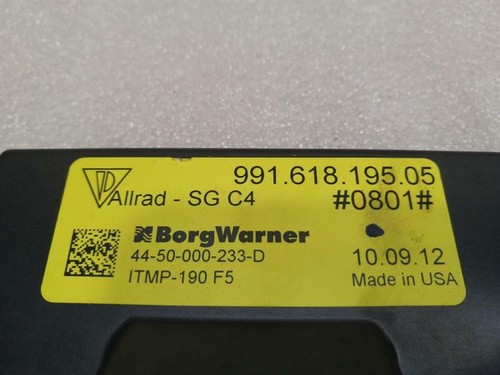 991.618.195.05
Allrad - SG C4 #0801#
BorgWarner
44-50-000-233-D 10.09.12
ITMP-190 F5 Made in USA